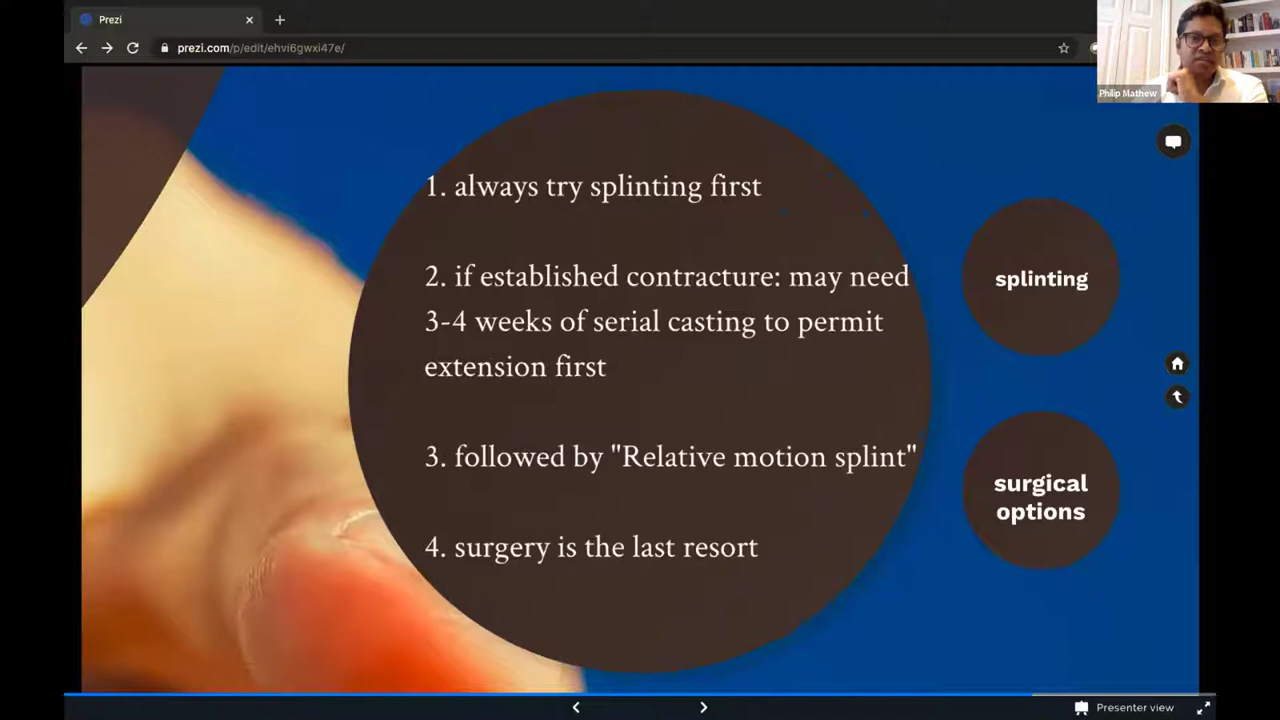 Prezi
prezi.com/p/edit/ehvi6gwxi47e/
Philip Mathew
1. always try splinting first
2. if established contracture: may need
3-4 weeks of serial casting to permit
extension first
3. followed by "Relative motion splint"
4. surgery is the last resort
splinting
surgical
options
Presenter view